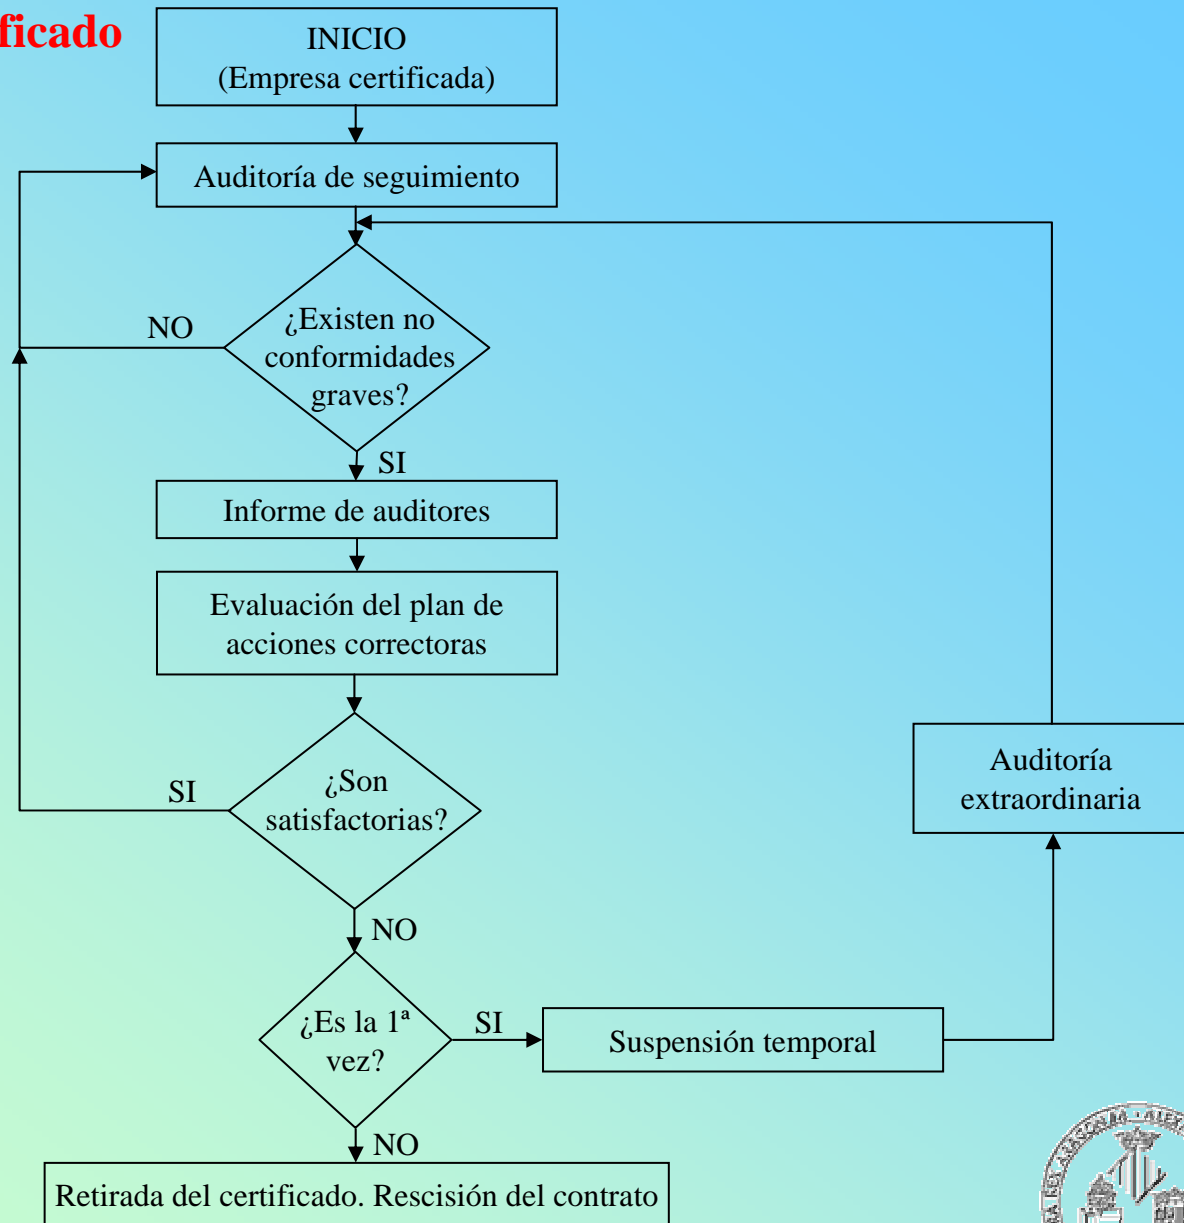 ficado
INICIO
(Empresa certificada)
Auditoría de seguimiento
NO
¿Existen no
conformidades
graves?
SI
Informe de auditores
Evaluación del plan de
acciones correctoras
SI
¿Son
satisfactorias?
Auditoría
extraordinaria
NO
¿Es la 1ª
vez?
SI
Suspensión temporal
NO
Retirada del certificado. Rescisión del contrato